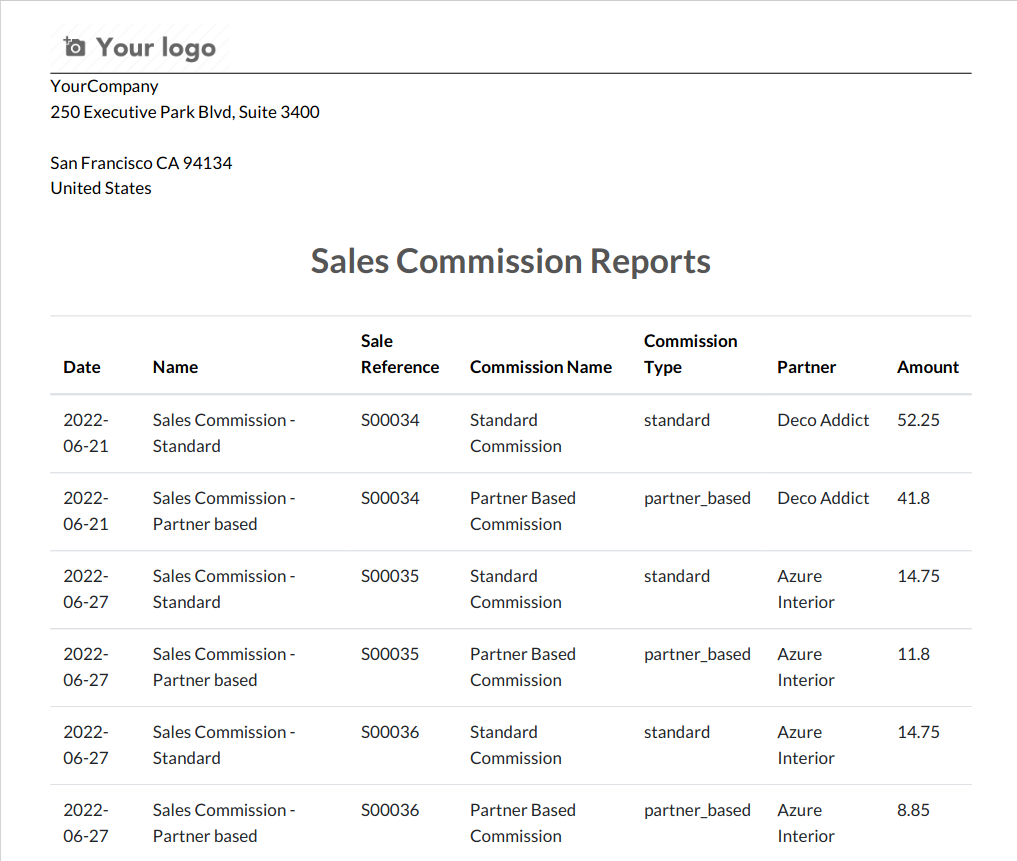 Your logo
YourCompany
250 Executive Park Blvd, Suite 3400
San Francisco CA 94134
United States
Sales Commission Reports
Sale Commission
Date Name Reference Commission Name Type Partner Amount
2022- Sales Commission - S00034 Standard standard Deco Addict 52.25
06-21 Standard Commission
2022- Sales Commission - S00034 Partner Based partner_based Deco Addict 41.8
06-21 Partner based Commission
2022- Sales Commission - S00035 Standard standard Azure 14.75
06-27 Standard Commission Interior
2022- Sales Commission - S00035 Partner Based partner_based Azure 11.8
06-27 Partner based Commission Interior
2022- Sales Commission - S00036 Standard standard Azure 14.75
06-27 Standard Commission Interior
2022- Sales Commission - S00036 Partner Based partner_based Azure 8.85
06-27 Partner based Commission Interior